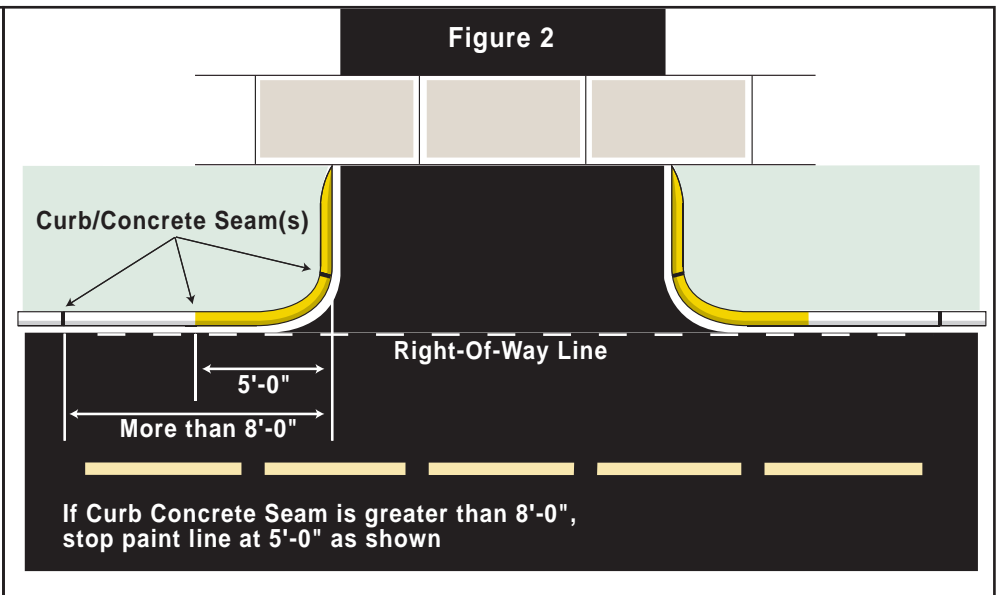 Figure 2
Curb/Concrete Seam(s)
Right-Of-Way Line
5'-0"
More than 8'-0"
If Curb Concrete Seam is greater than 8'-0",
stop paint line at 5'-0" as shown